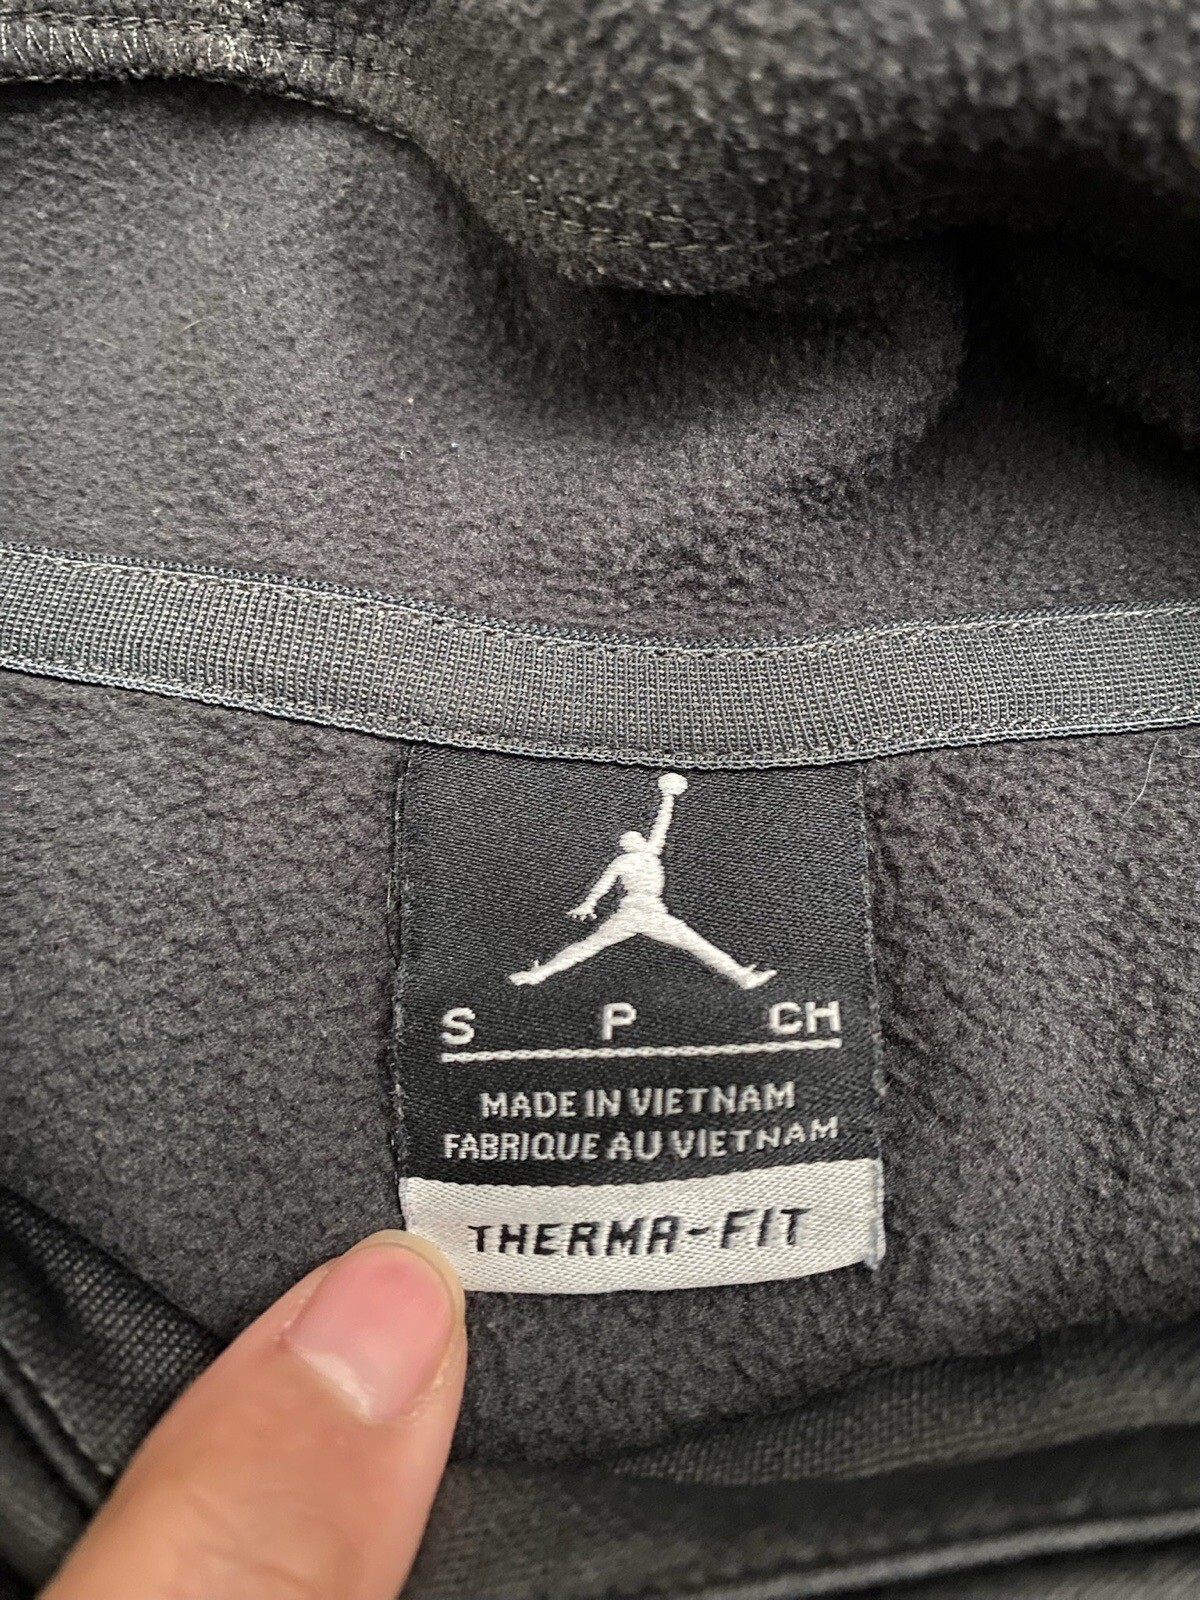 S P CH
MADE IN VIETNAM
FABRIQUE AU VIETNAM
THERMA-FIT